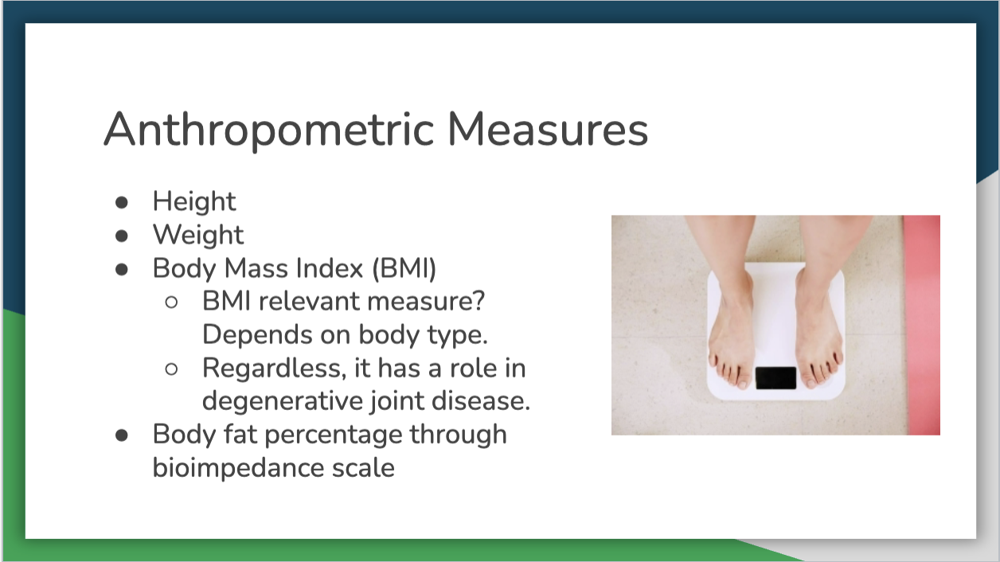 Anthropometric Measures
● Height
● Weight
● Body Mass Index (BMI)
○ BMI relevant measure?
Depends on body type.
○ Regardless, it has a role in
degenerative joint disease.
● Body fat percentage through
bioimpedance scale